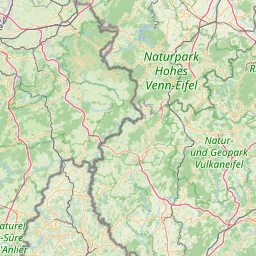 Naturpark
Hohes
Venn-Eifel
Natur-
und Geopark
Vulkaneifel
Naturel
-Sûre
d'Anlier